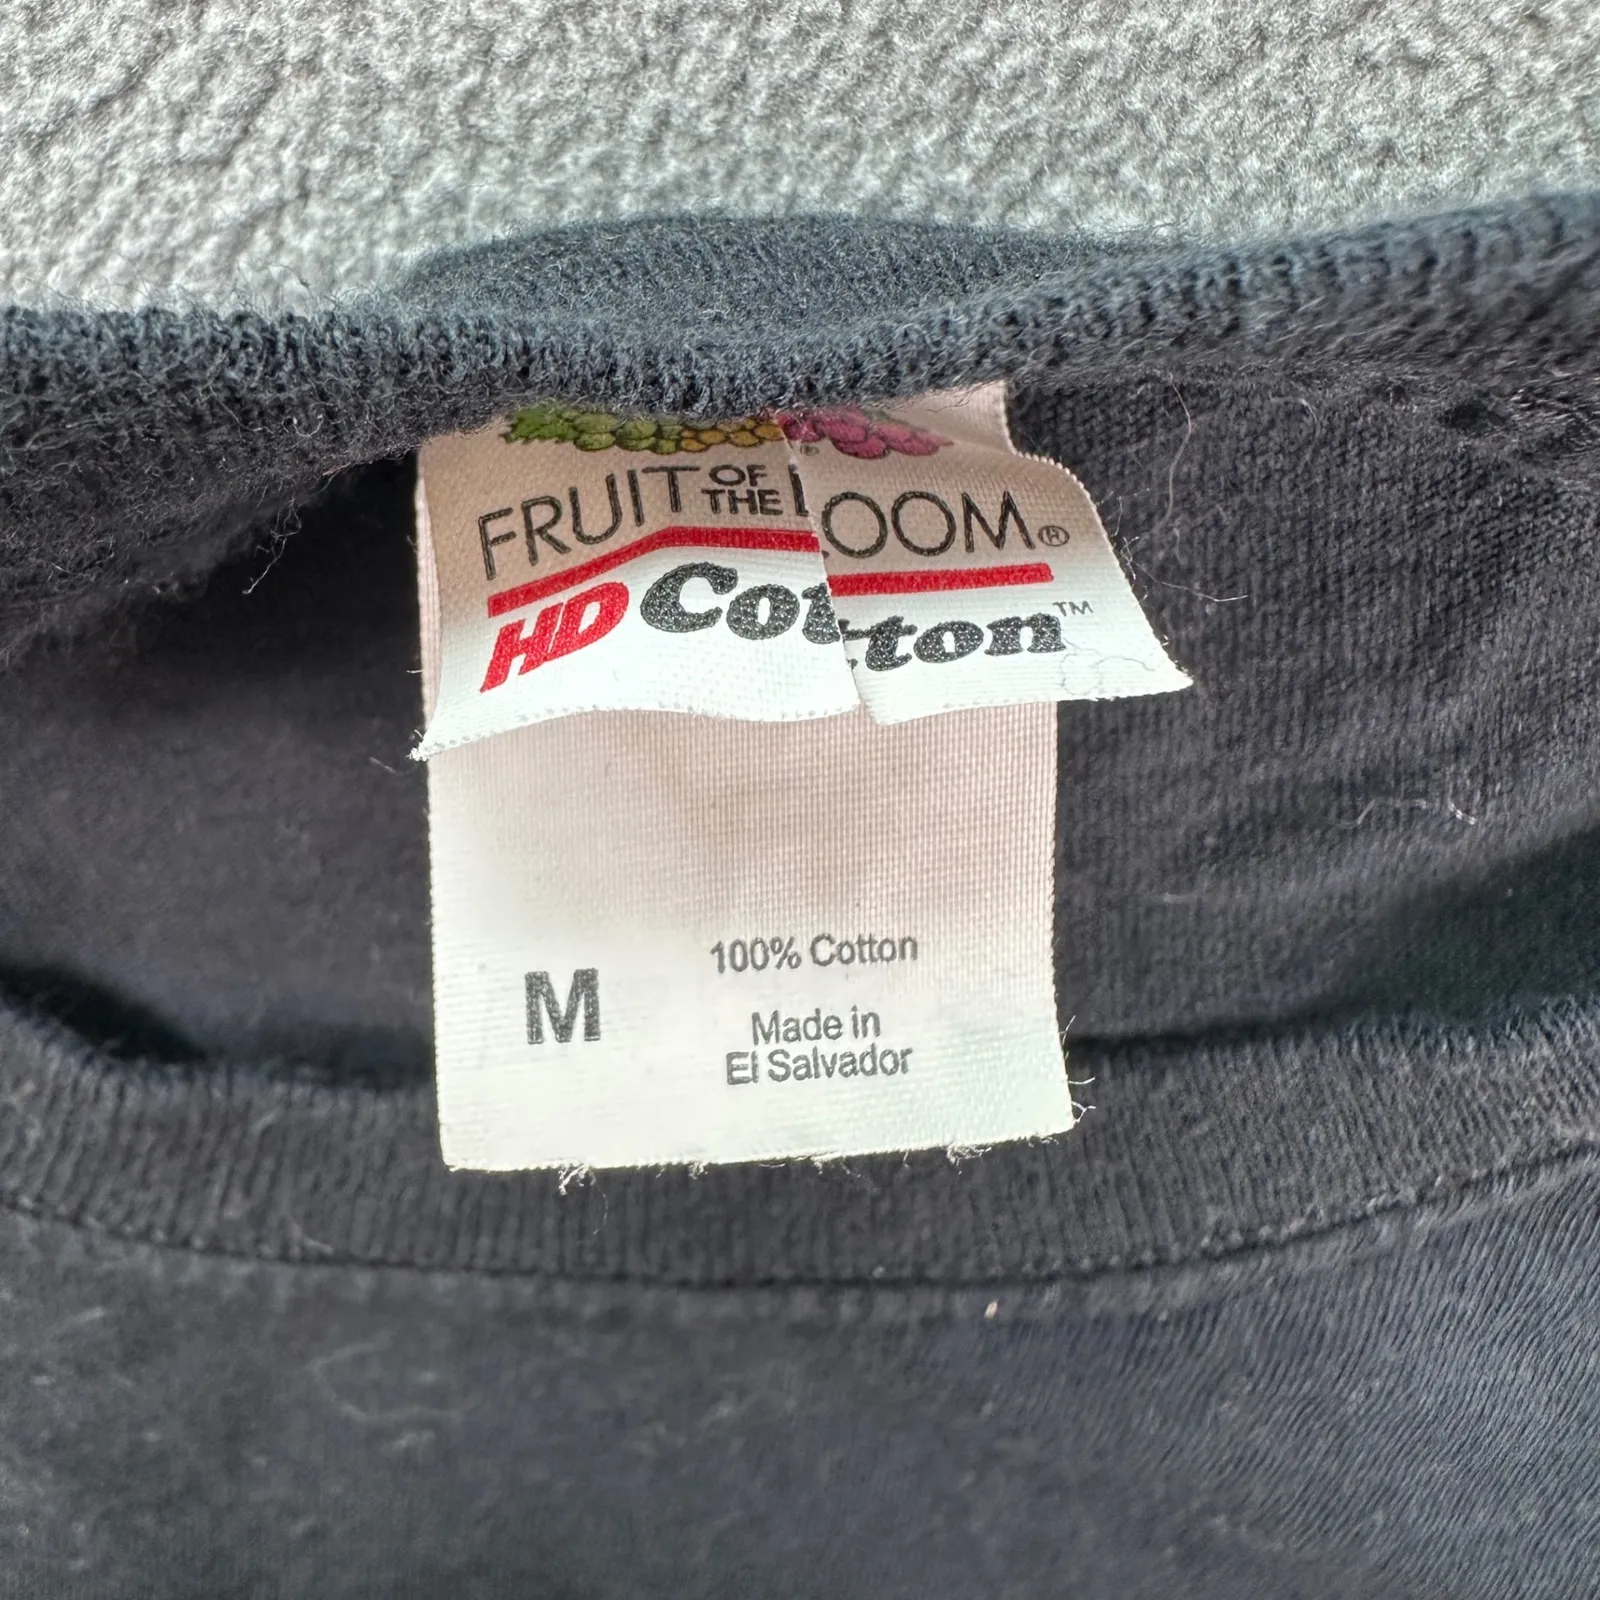 FRUIT OF THE LOOM®
HD Cotton™
100% Cotton
M
Made in
El Salvador